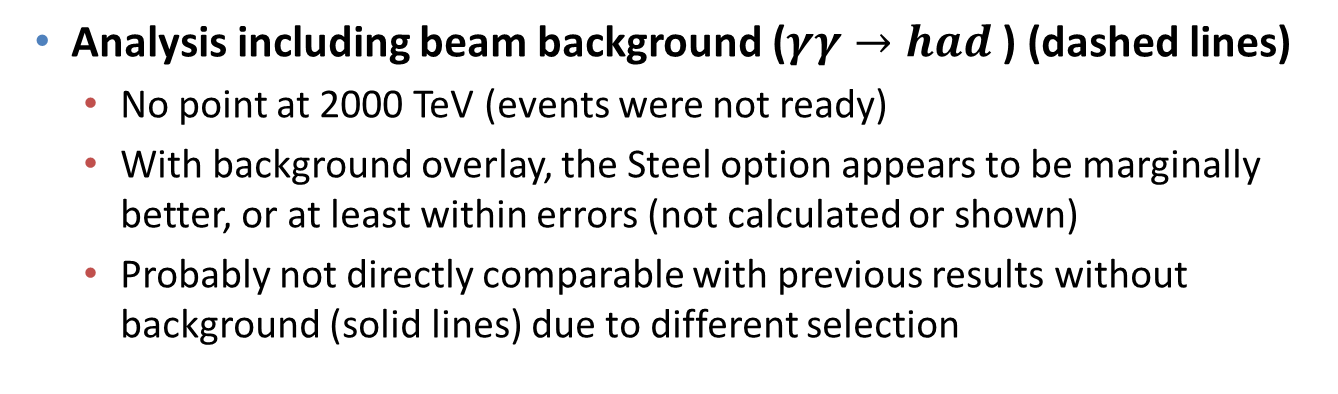 • Analysis including beam background (γγ → had ) (dashed lines)
• No point at 2000 TeV (events were not ready)
• With background overlay, the Steel option appears to be marginally
better, or at least within errors (not calculated or shown)
• Probably not directly comparable with previous results without
background (solid lines) due to different selection